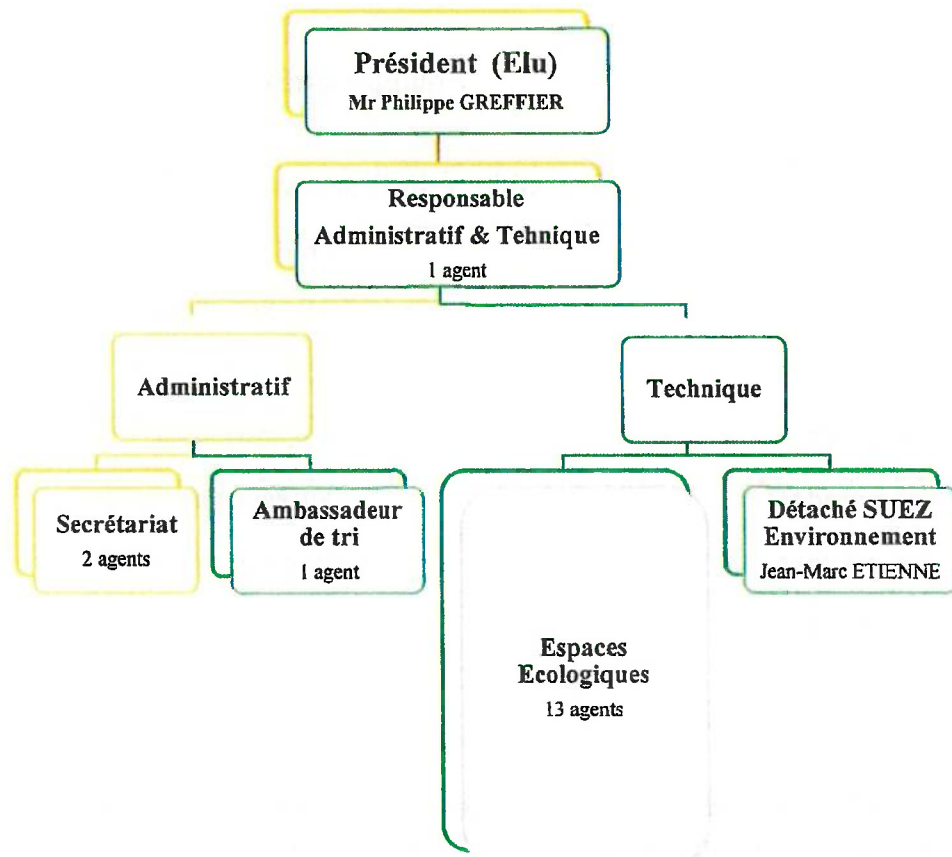 Président (Elu)
Mr Philippe GREFFIER
Responsable
Administratif & Tehnique
1 agent
Administratif
Technique
Secrétariat
2 agents
Ambassadeur
de tri
1 agent
Espaces
Ecologiques
13 agents
Détaché SUEZ
Environnement
Jean-Marc ETIENNE